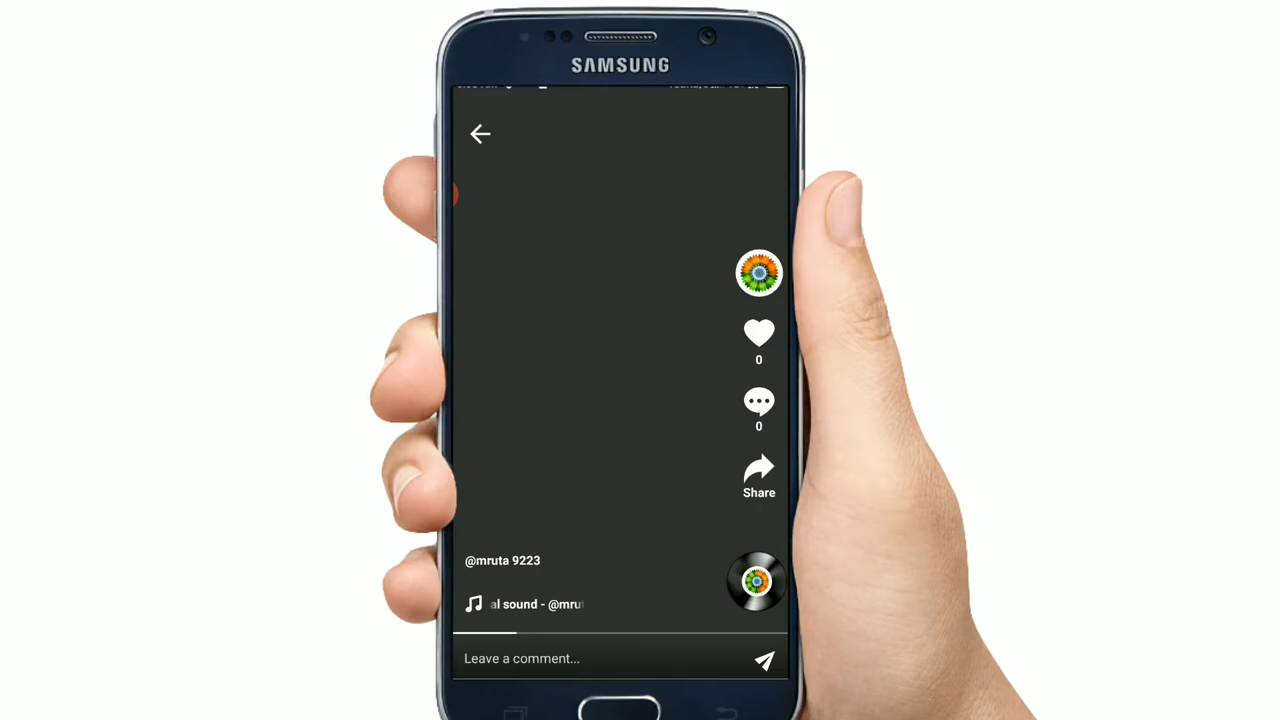 SAMSUNG
0
0
Share
@mruta 9223
al sound - @mru
Leave a comment...